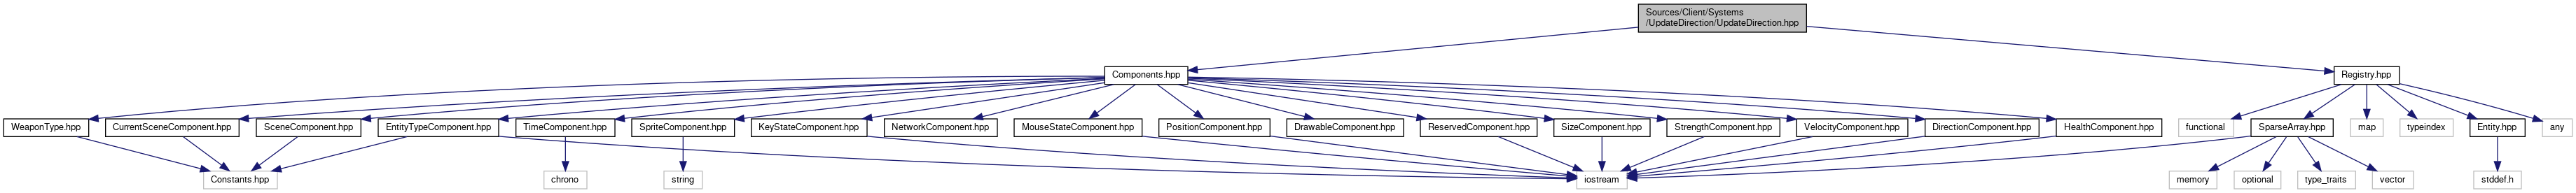 Sources/Client/Systems
/UpdateDirection/UpdateDirection.hpp
Components.hpp
Registry.hpp
WeaponType.hpp
CurrentSceneComponent.hpp
SceneComponent.hpp
EntityTypeComponent.hpp
TimeComponent.hpp
SpriteComponent.hpp
KeyStateComponent.hpp
NetworkComponent.hpp
MouseStateComponent.hpp
PositionComponent.hpp
DrawableComponent.hpp
ReservedComponent.hpp
SizeComponent.hpp
StrengthComponent.hpp
VelocityComponent.hpp
DirectionComponent.hpp
HealthComponent.hpp
functional
SparseArray.hpp
map
typeindex
Entity.hpp
any
Constants.hpp
chrono
string
iostream
memory
optional
type_traits
vector
stddef.h